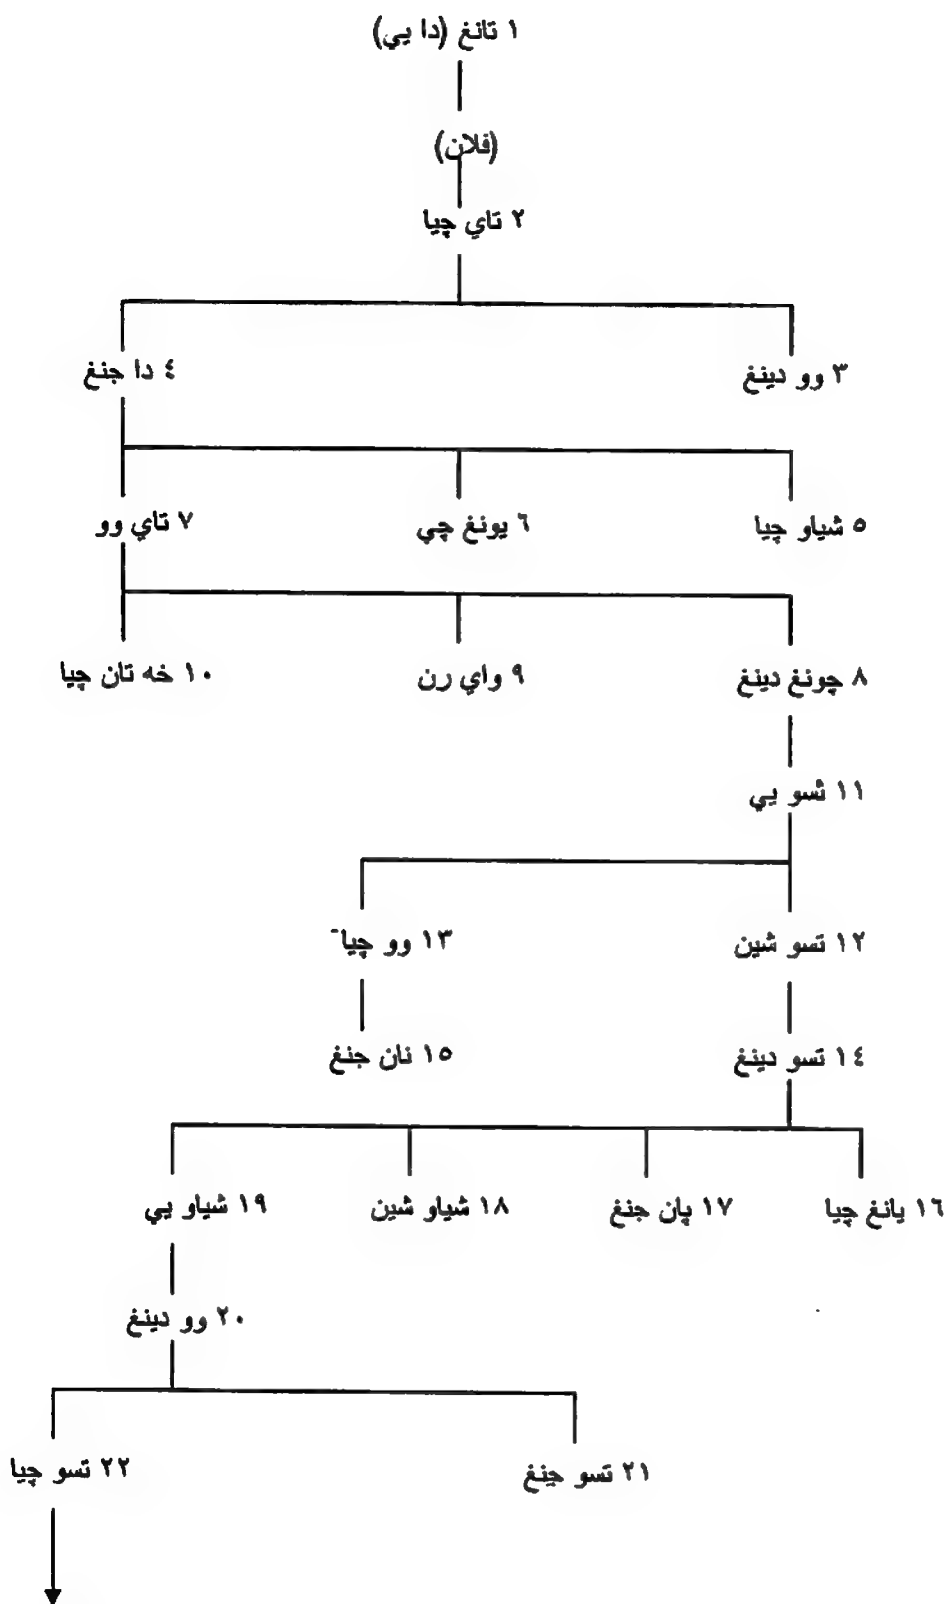 ١ تانغ (دا يي)
(فلان)
٢ تاي چيا
٣ وو دينغ
٤ دا جنغ
٥ شياو چيا
٦ يونغ چي
٧ تاي وو
٨ چونغ دينغ
٩ واي رن
١٠ خه تان چيا
١١ تسو يي
١٢ تسو شين
١٣ وو چيا
١٤ تسو دينغ
١٥ نان جنغ
١٦ يانغ چيا
١٧ پان جنغ
١٨ شياو شين
١٩ شياو يي
٢٠ وو دينغ
٢١ تسو جنغ
٢٢ تسو چيا